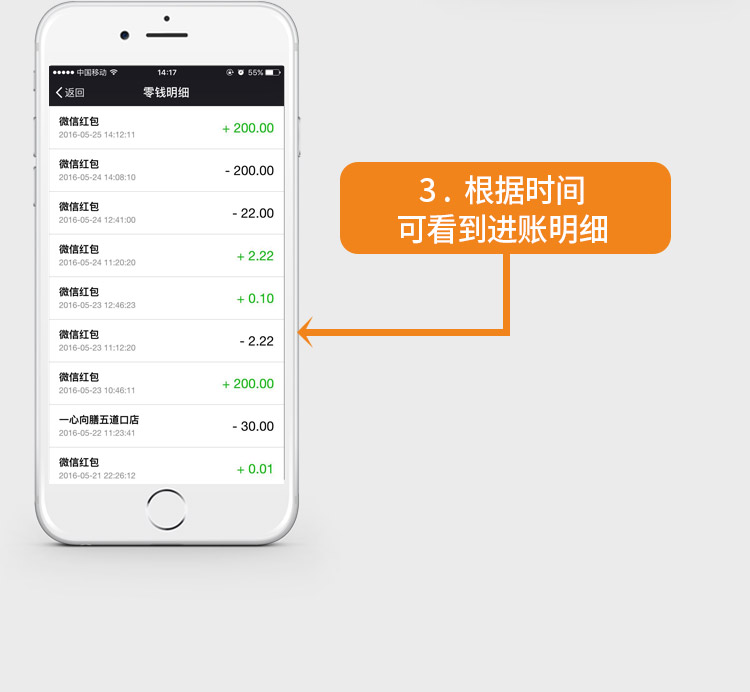 中国移动 14:17 55%
返回 零钱明细
微信红包 + 200.00
2016-05-25 14:12:11
微信红包 - 200.00
2016-05-24 14:08:10
微信红包 - 22.00
2016-05-24 12:41:00
微信红包 + 2.22
2016-05-24 11:20:20
微信红包 + 0.10
2016-05-23 12:46:23
微信红包 - 2.22
2016-05-23 11:12:20
微信红包 + 200.00
2016-05-23 10:46:11
一心向膳五道口店 - 30.00
2016-05-22 11:23:41
微信红包 + 0.01
2016-05-21 22:26:12
3. 根据时间
可看到进账明细